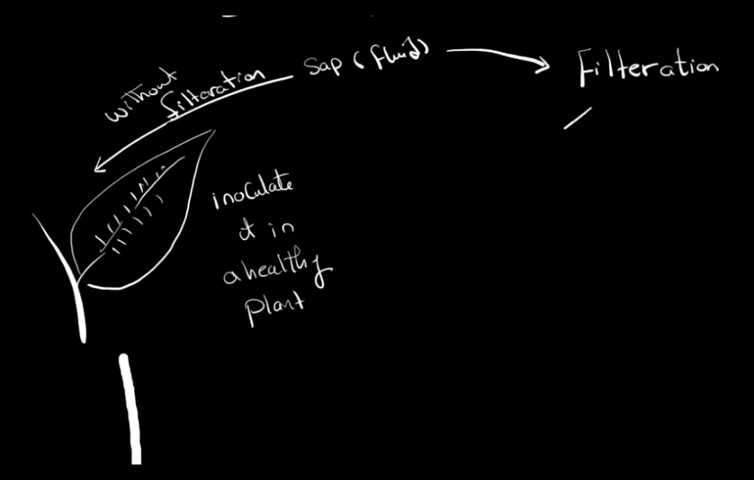 Sap (fluid)
Filteration
without
filteration
inoculate
it in
a healthy
plant